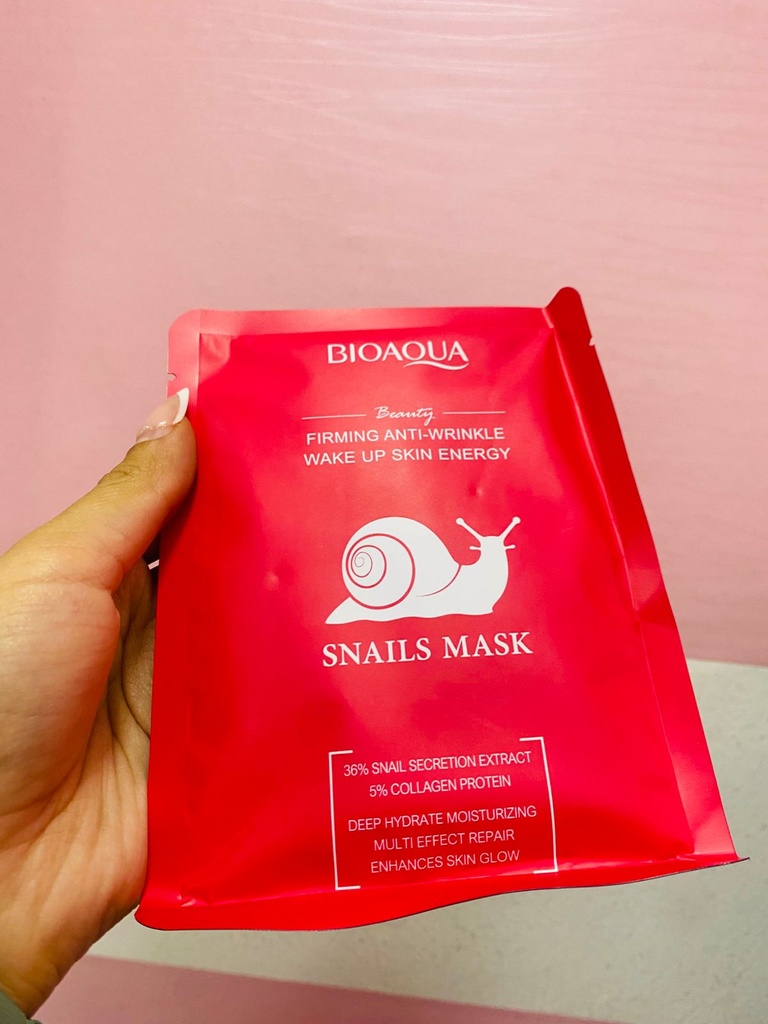 BIOAQUA
Beauty
FIRMING ANTI-WRINKLE
WAKE UP SKIN ENERGY
SNAILS MASK
36% SNAIL SECRETION EXTRACT
5% COLLAGEN PROTEIN
DEEP HYDRATE MOISTURIZING
MULTI EFFECT REPAIR
ENHANCES SKIN GLOW